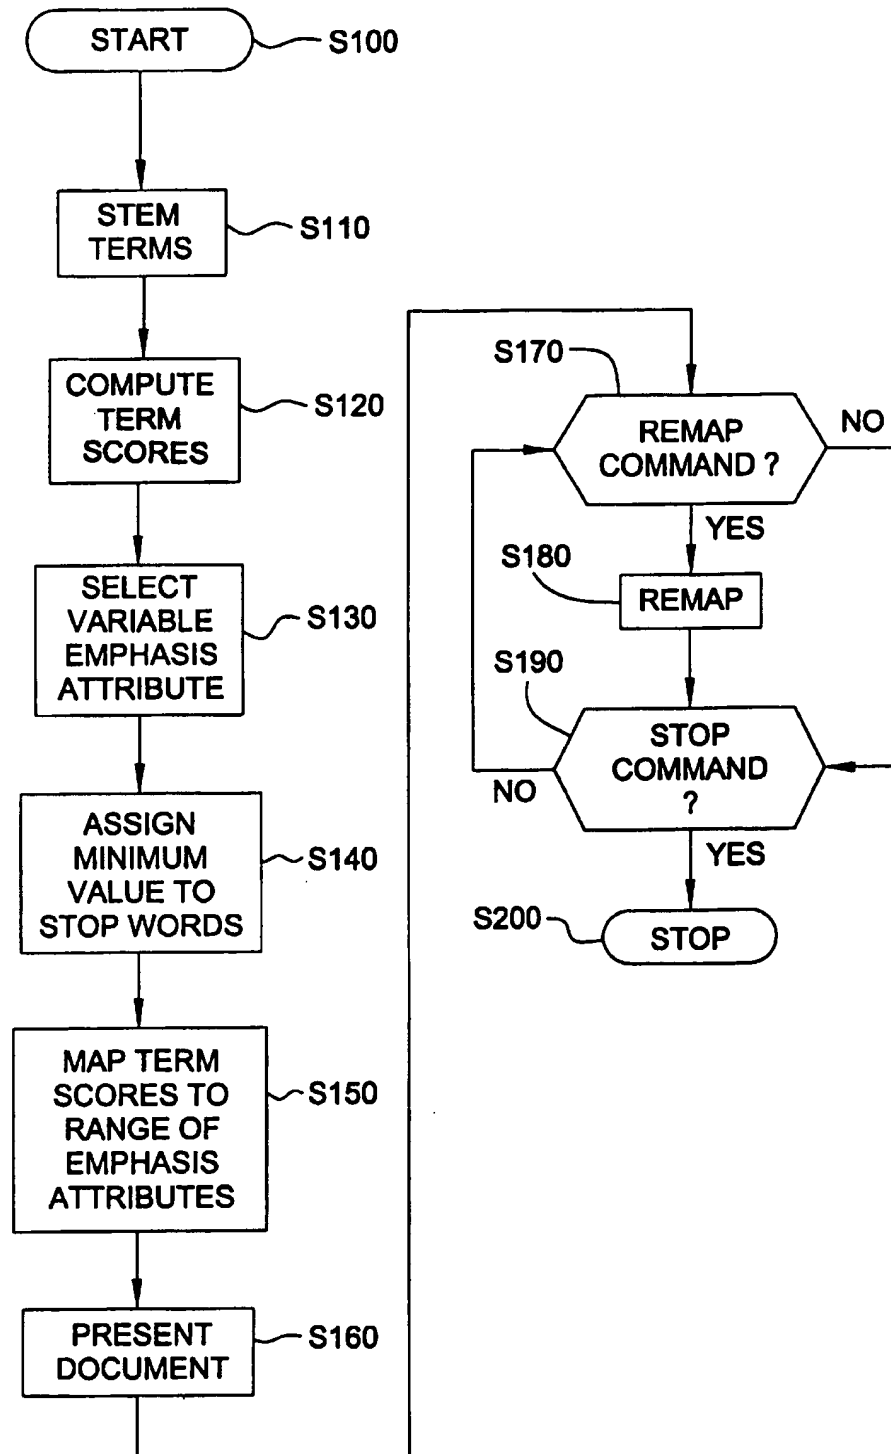 START
S100
STEM
TERMS
S110
COMPUTE
TERM
SCORES
S120
SELECT
VARIABLE
EMPHASIS
ATTRIBUTE
S130
ASSIGN
MINIMUM
VALUE TO
STOP WORDS
S140
MAP TERM
SCORES TO
RANGE OF
EMPHASIS
ATTRIBUTES
S150
PRESENT
DOCUMENT
S160
S170
REMAP
COMMAND ?
NO
YES
S180
REMAP
S190
STOP
COMMAND
?
NO
YES
S200
STOP